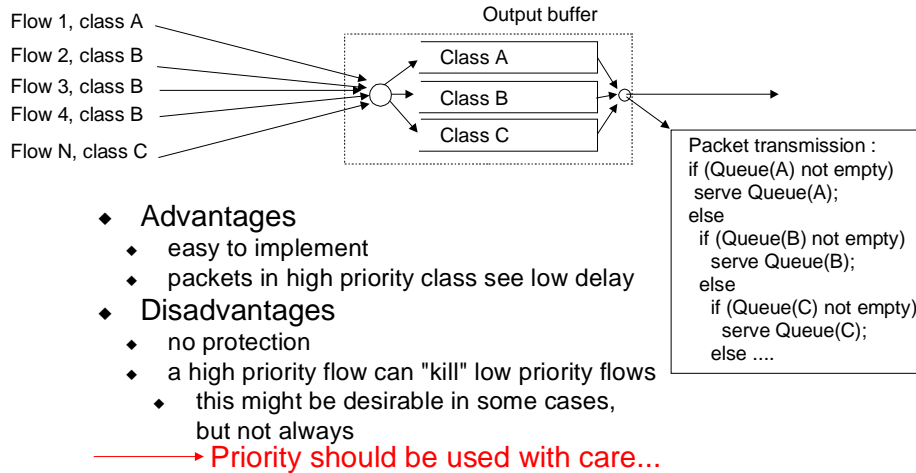 Output buffer
Flow 1, class A
Flow 2, class B
Flow 3, class B
Flow 4, class B
Flow N, class C
Class A
Class B
Class C
Packet transmission :
if (Queue(A) not empty)
serve Queue(A);
else
if (Queue(B) not empty)
serve Queue(B);
else
if (Queue(C) not empty)
serve Queue(C);
else ....
Advantages
easy to implement
packets in high priority class see low delay
Disadvantages
no protection
a high priority flow can "kill" low priority flows
this might be desirable in some cases,
but not always
Priority should be used with care...